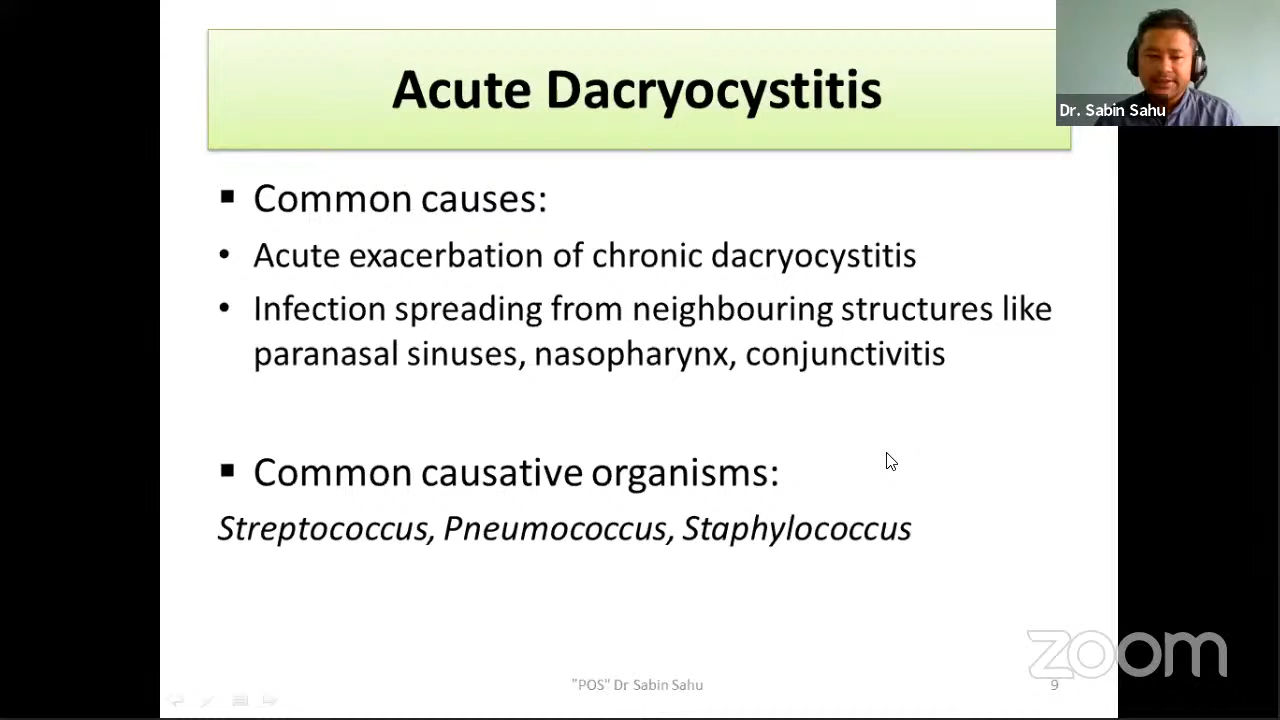 Acute Dacryocystitis
Dr. Sabin Sahu
▪ Common causes:
• Acute exacerbation of chronic dacryocystitis
• Infection spreading from neighbouring structures like
paranasal sinuses, nasopharynx, conjunctivitis
▪ Common causative organisms:
Streptococcus, Pneumococcus, Staphylococcus
zoom
"POS" Dr Sabin Sahu
9